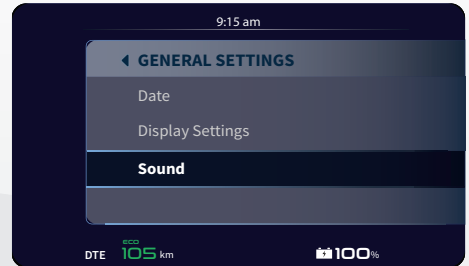 9:15 am
GENERAL SETTINGS
Date
Display Settings
Sound
ECO
DTE 105 km 100%